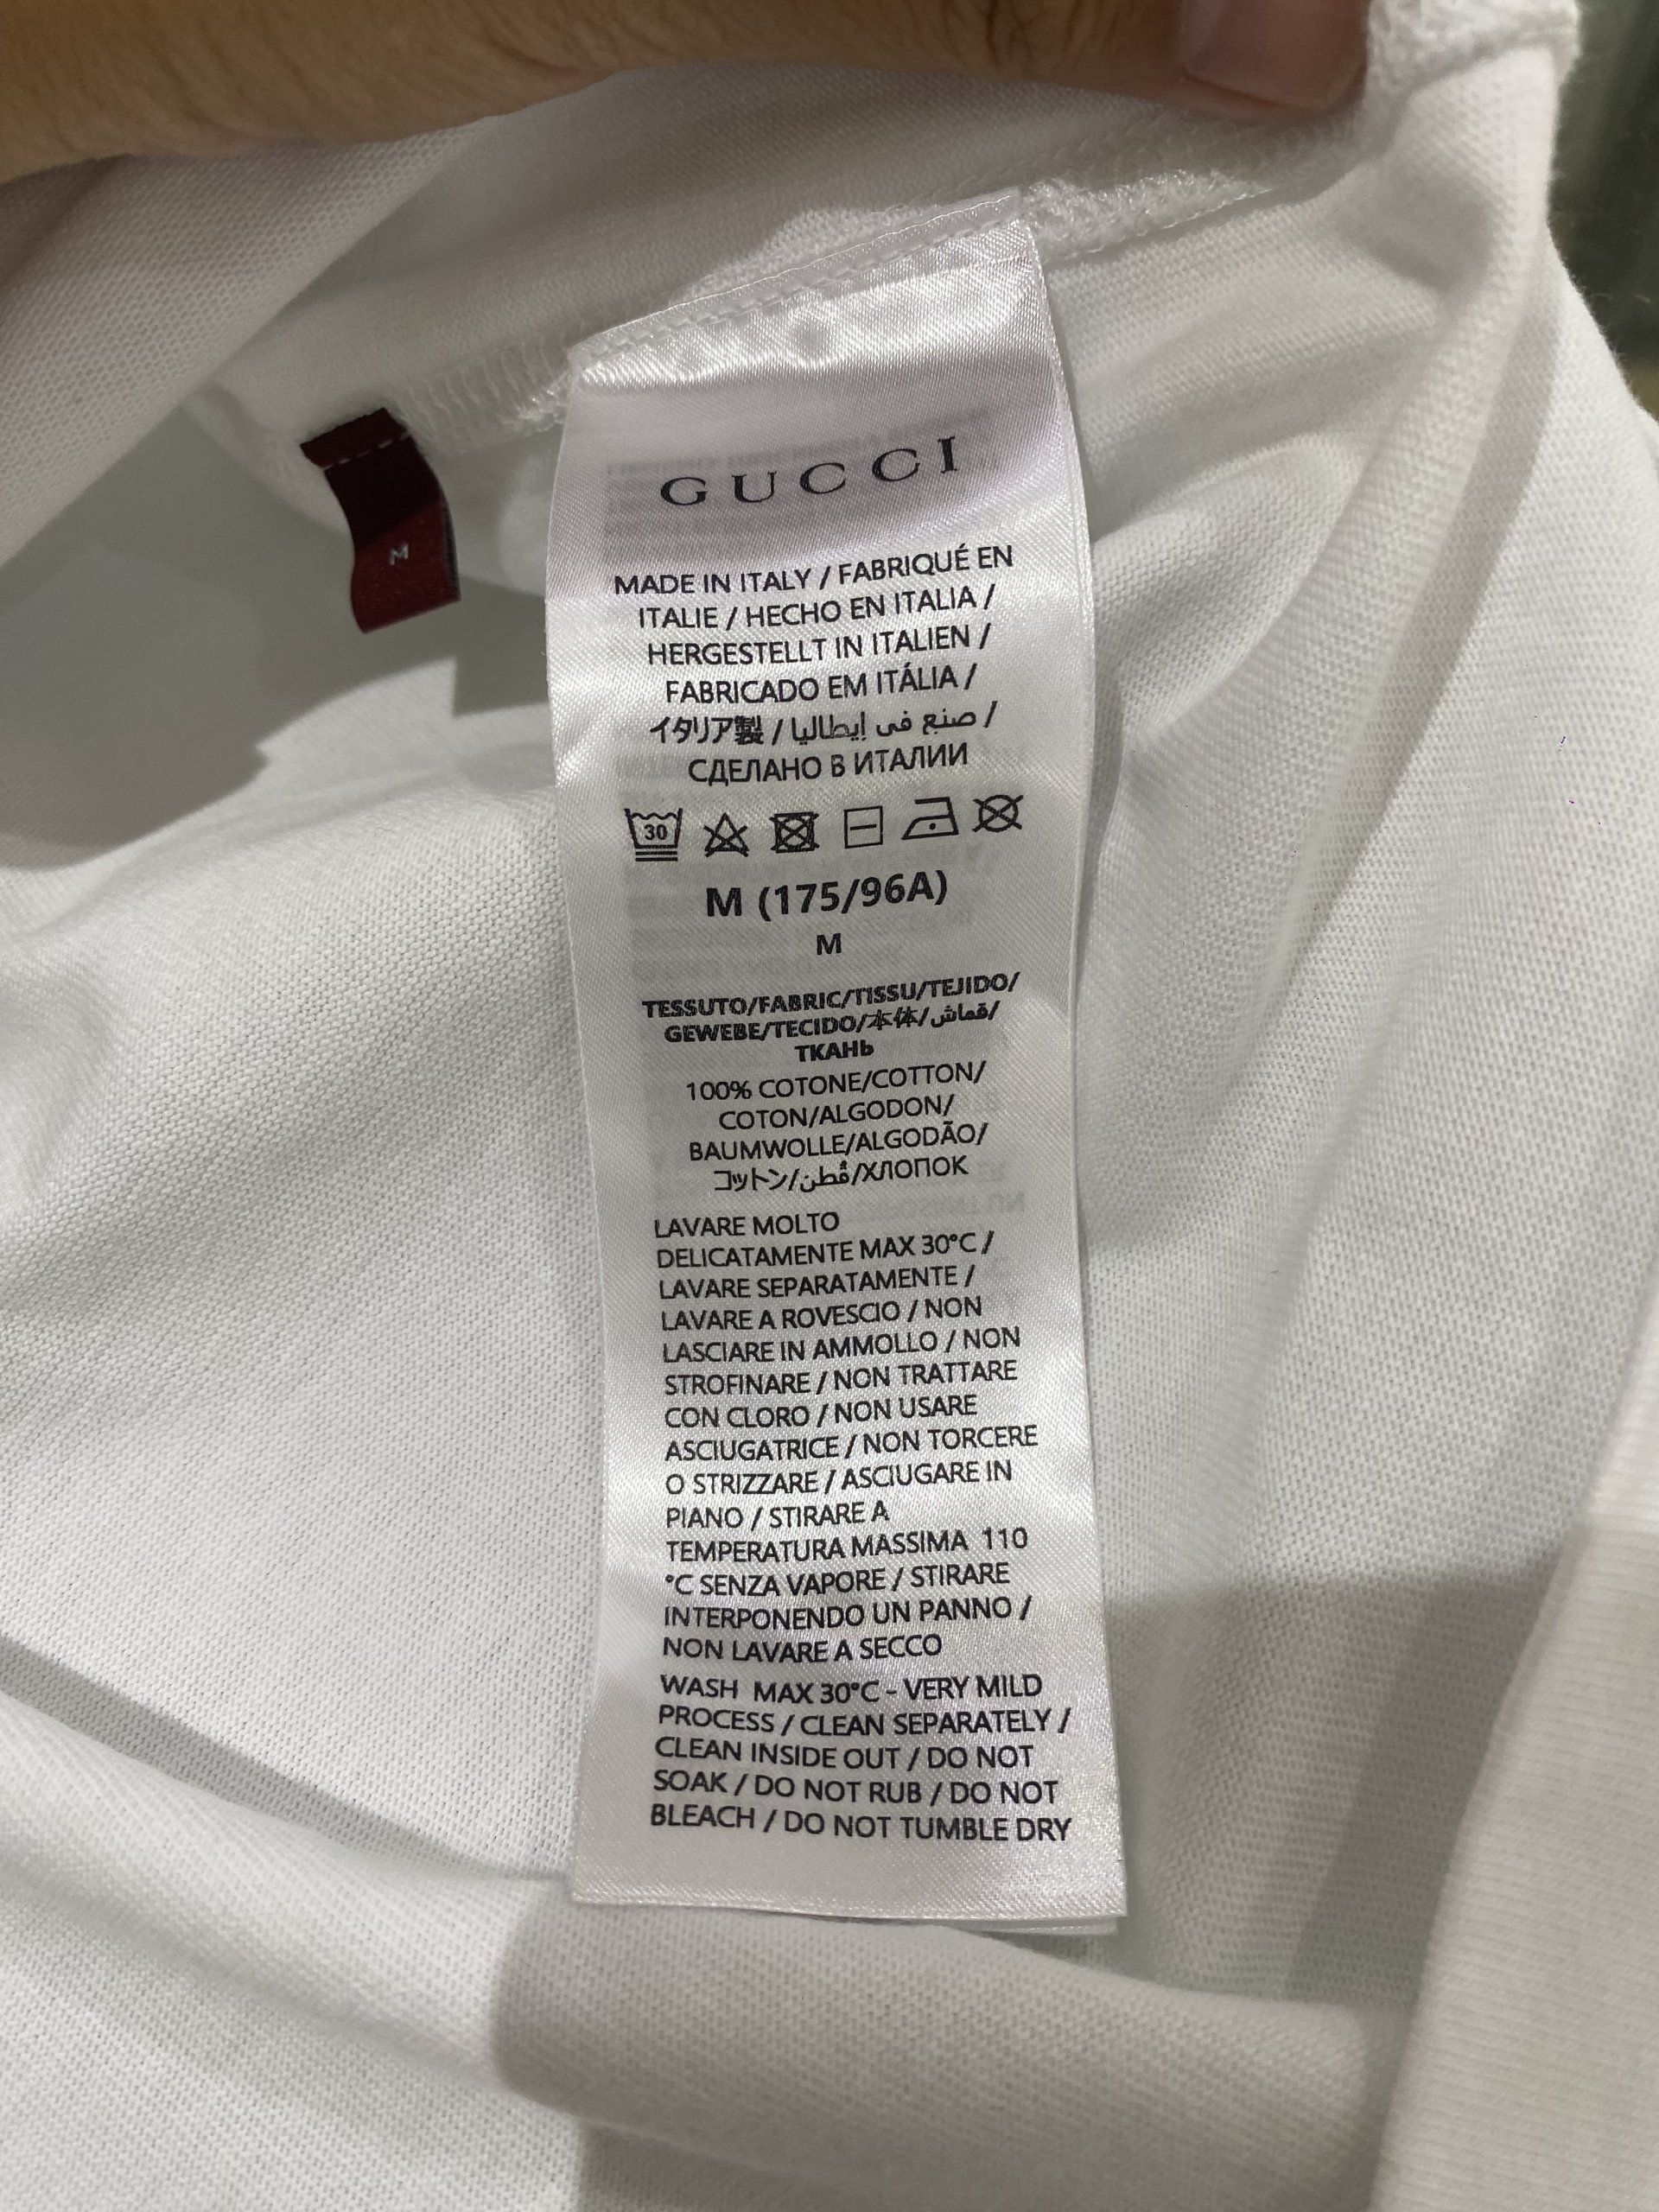 M
GUCCI
MADE IN ITALY / FABRIQUÉ EN
ITALIE / HECHO EN ITALIA /
HERGESTELLT IN ITALIEN /
FABRICADO EM ITÁLIA /
イタリア製 / صنع في إيطاليا /
СДЕЛАНО В ИТАЛИИ
30
M (175/96A)
M
TESSUTO/FABRIC/TISSU/TEJIDO/
GEWEBE/TECIDO/本体/قماش/
ТКАНЬ
100% COTONE/COTTON/
COTON/ALGODON/
BAUMWOLLE/ALGODÃO/
コットン/قُطن/ХЛОПОК
LAVARE MOLTO
DELICATAMENTE MAX 30°C /
LAVARE SEPARATAMENTE /
LAVARE A ROVESCIO / NON
LASCIARE IN AMMOLLO / NON
STROFINARE / NON TRATTARE
CON CLORO / NON USARE
ASCIUGATRICE / NON TORCERE
O STRIZZARE / ASCIUGARE IN
PIANO / STIRARE A
TEMPERATURA MASSIMA 110
°C SENZA VAPORE / STIRARE
INTERPONENDO UN PANNO /
NON LAVARE A SECCO
WASH MAX 30°C - VERY MILD
PROCESS / CLEAN SEPARATELY /
CLEAN INSIDE OUT / DO NOT
SOAK / DO NOT RUB / DO NOT
BLEACH / DO NOT TUMBLE DRY